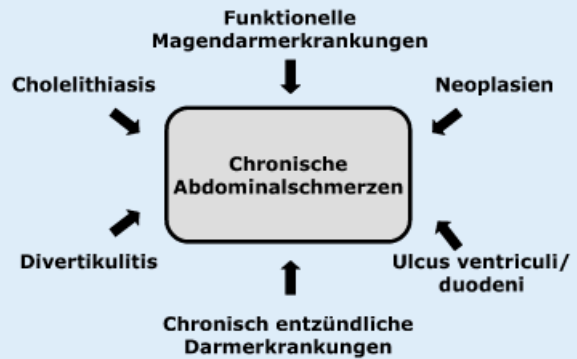 Funktionelle
Magendarmerkrankungen
Cholelithiasis
Neoplasien
Chronische
Abdominalschmerzen
Divertikulitis
Ulcus ventriculi/
duodeni
Chronisch entzündliche
Darmerkrankungen